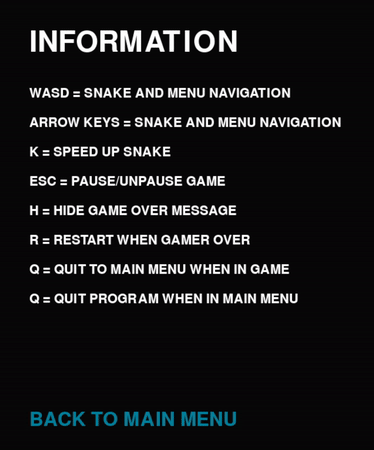 INFORMATION
WASD = SNAKE AND MENU NAVIGATION
ARROW KEYS = SNAKE AND MENU NAVIGATION
K = SPEED UP SNAKE
ESC = PAUSE/UNPAUSE GAME
H = HIDE GAME OVER MESSAGE
R = RESTART WHEN GAMER OVER
Q = QUIT TO MAIN MENU WHEN IN GAME
Q = QUIT PROGRAM WHEN IN MAIN MENU
BACK TO MAIN MENU